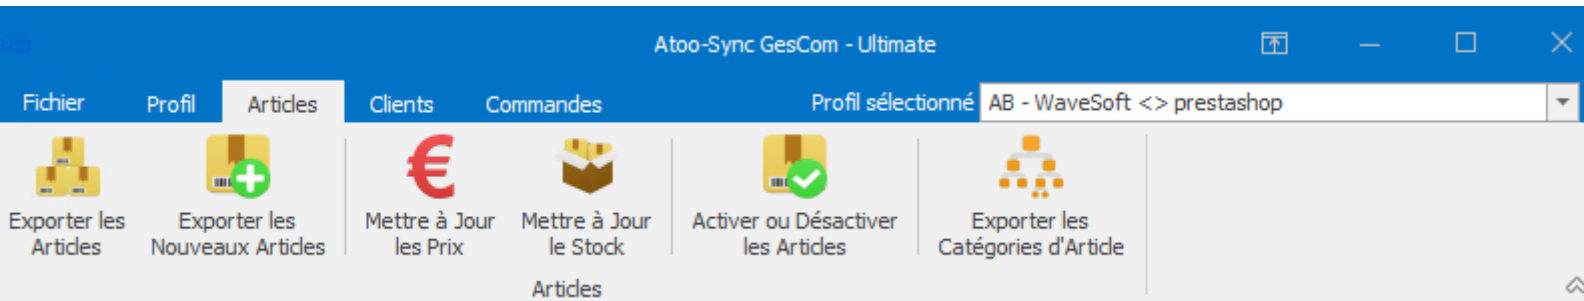 Atoo-Sync GesCom - Ultimate
Fichier Profil Articles Clients Commandes Profil sélectionné AB - WaveSoft <> prestashop
Exporter les Articles
Exporter les Nouveaux Articles
Mettre à Jour les Prix
Mettre à Jour le Stock
Activer ou Désactiver les Articles
Exporter les Catégories d'Article
Articles